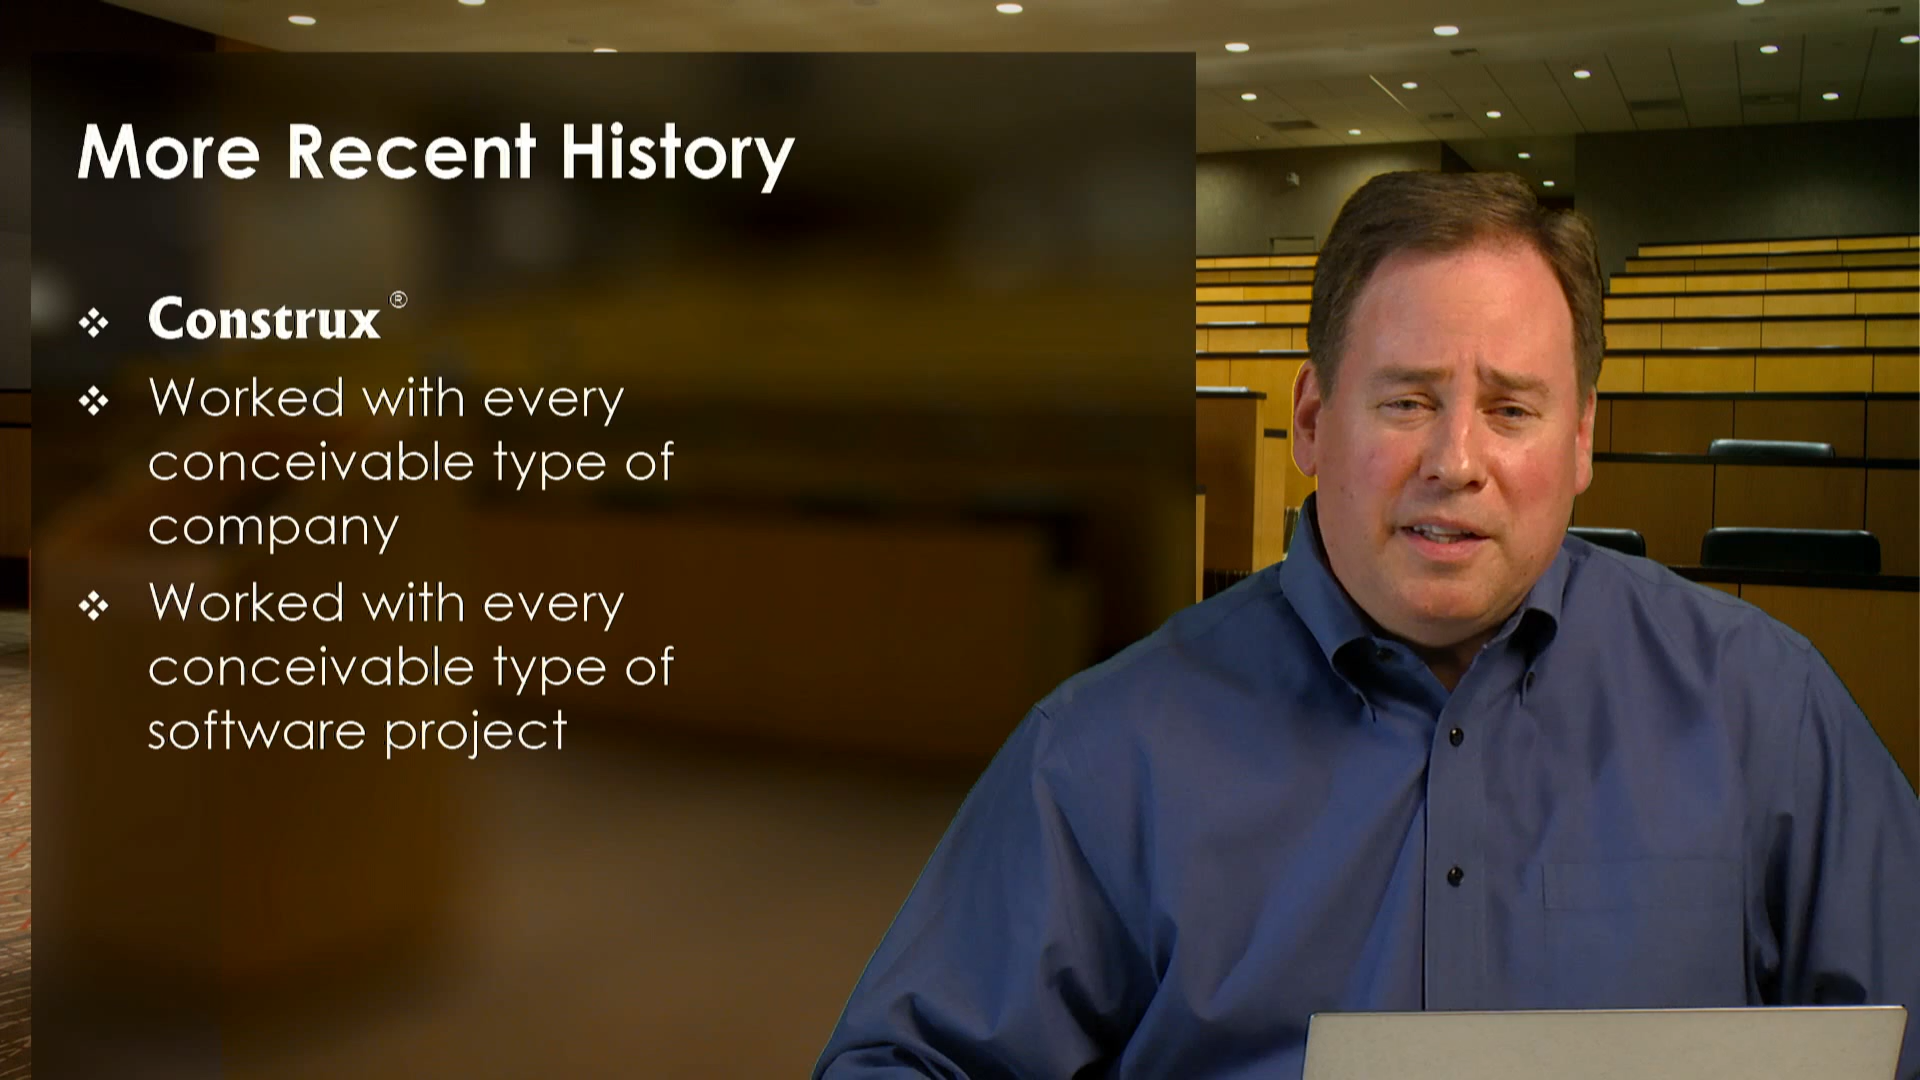 More Recent History
❖ Construx®
❖ Worked with every
conceivable type of
company
❖ Worked with every
conceivable type of
software project